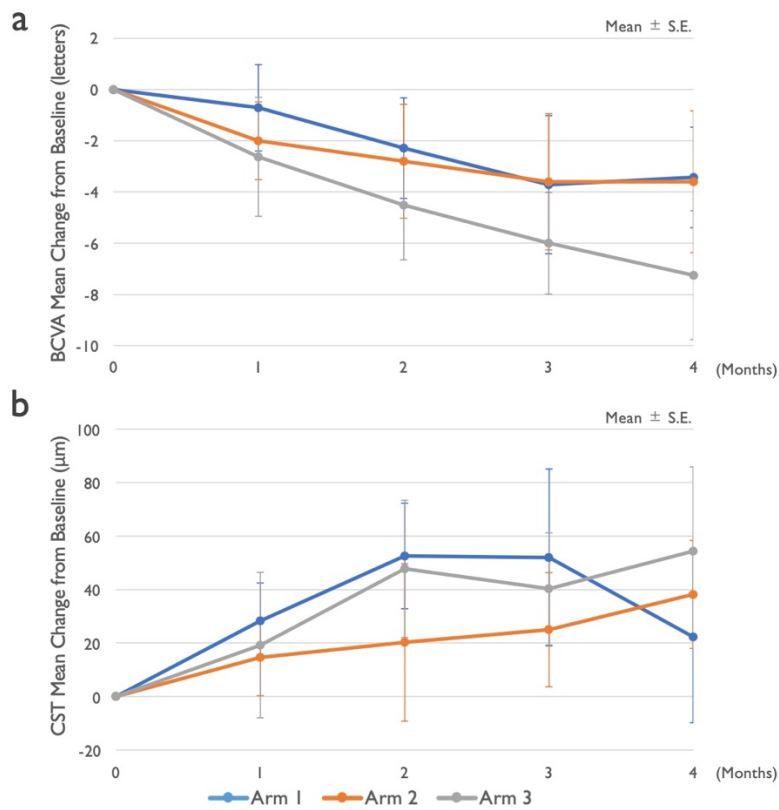 a
Mean ± S.E.
BCVA Mean Change from Baseline (letters)
2
0
-2
-4
-6
-8
-10
0 1 2 3 4 (Months)
b
Mean ± S.E.
CST Mean Change from Baseline (μm)
100
80
60
40
20
0
-20
0 1 2 3 4 (Months)
Arm 1 Arm 2 Arm 3